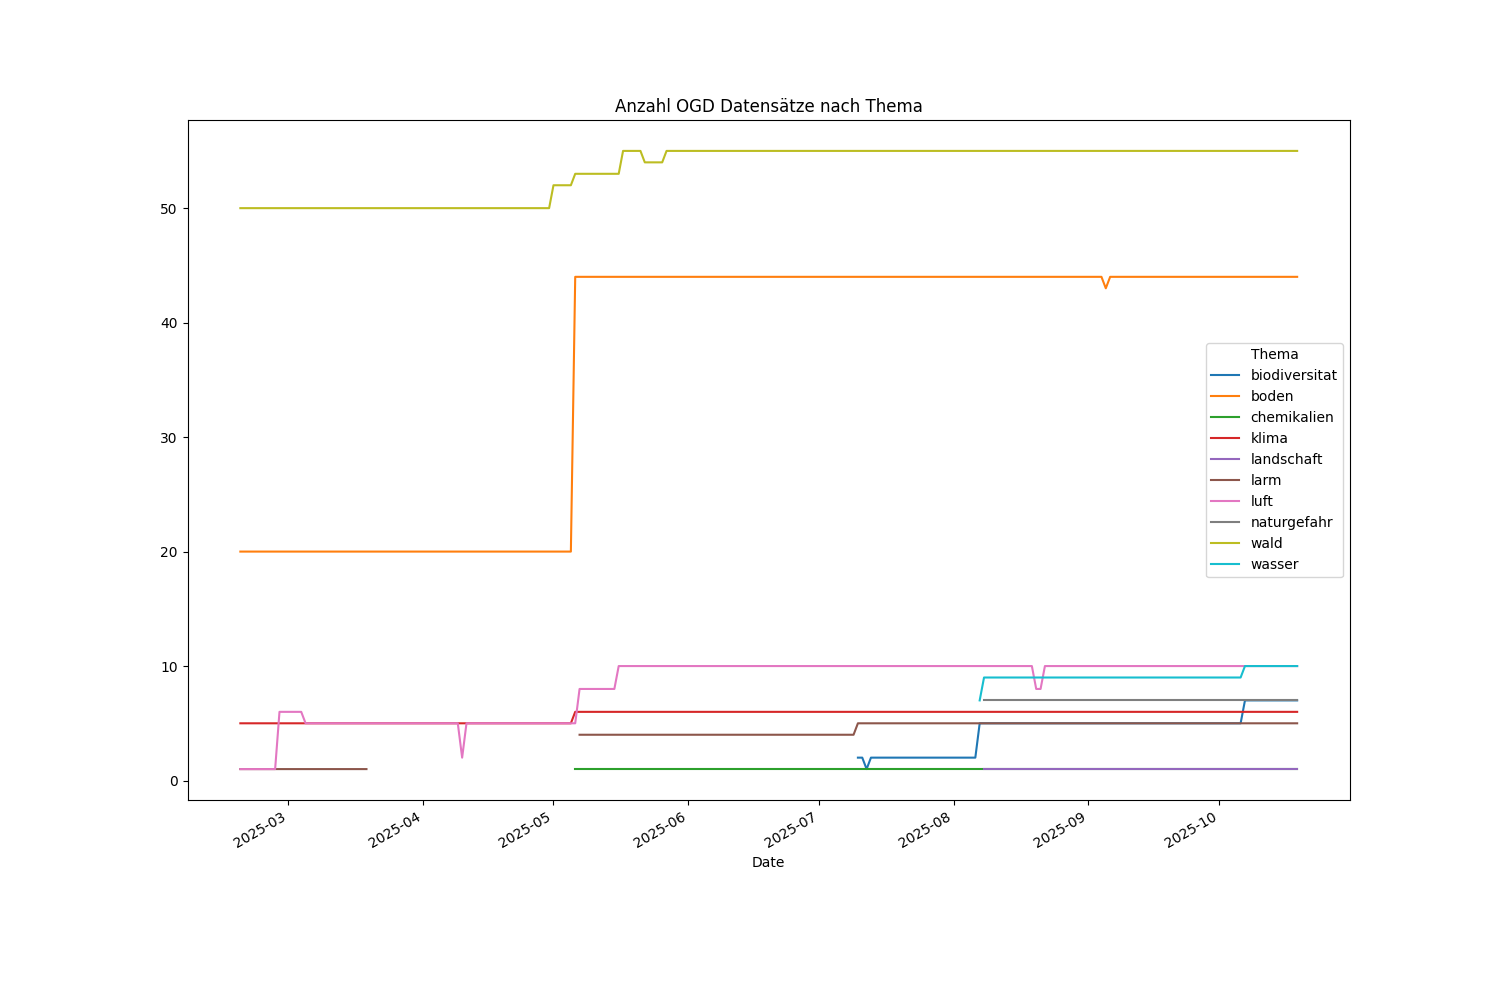 Anzahl OGD Datensätze nach Thema
50
40
30
20
10
0
Thema
biodiversitat
boden
chemikalien
klima
landschaft
larm
luft
naturgefahr
wald
wasser
2025-03
2025-04
2025-05
2025-06
2025-07
2025-08
2025-09
2025-10
Date